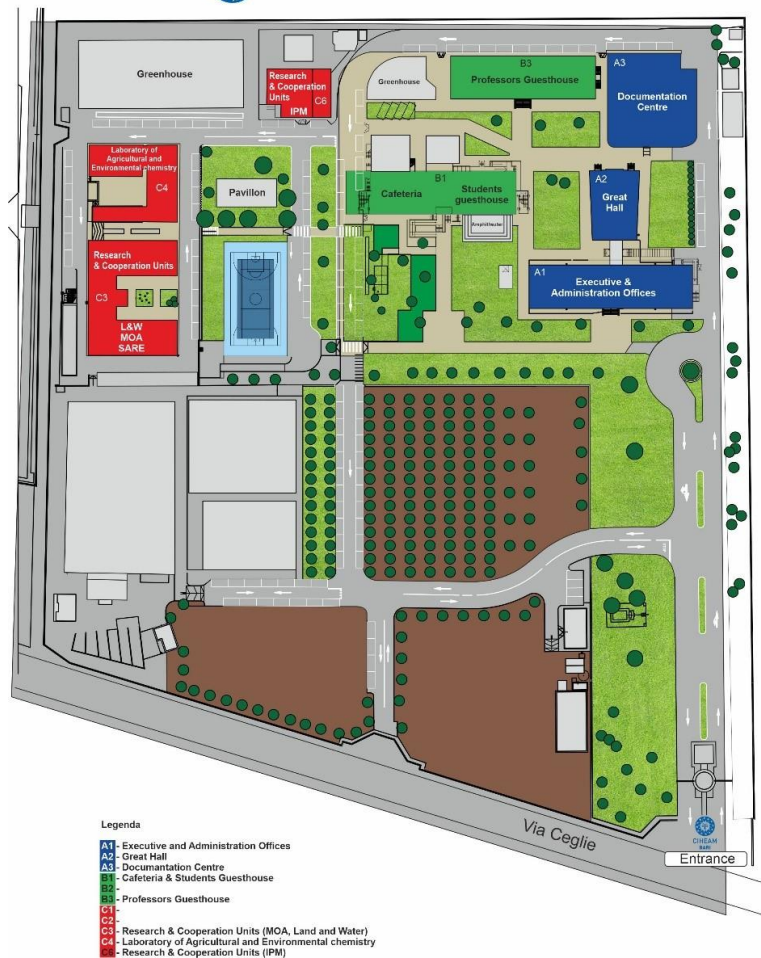 Greenhouse
Research
& Cooperation
Units
IPM
C6
Greenhouse
B3
Professors Guesthouse
A3
Documentation
Centre
Laboratory of
Agricultural and
Environmental chemistry
C4
Pavillon
B1
Cafeteria
Students
guesthouse
Amphitheater
A2
Great
Hall
Research
& Cooperation Units
C3
L&W
MOA
SARE
A1
Executive &
Administration Offices
Via Ceglie
CIHEAM
BARI
Entrance
Legenda
A1 - Executive and Administration Offices
A2 - Great Hall
A3 - Documantation Centre
B1 - Cafeteria & Students Guesthouse
B2 -
B3 - Professors Guesthouse
C1 -
C2 -
C3 - Research & Cooperation Units (MOA, Land and Water)
C4 - Laboratory of Agricultural and Environmental chemistry
C6 - Research & Cooperation Units (IPM)